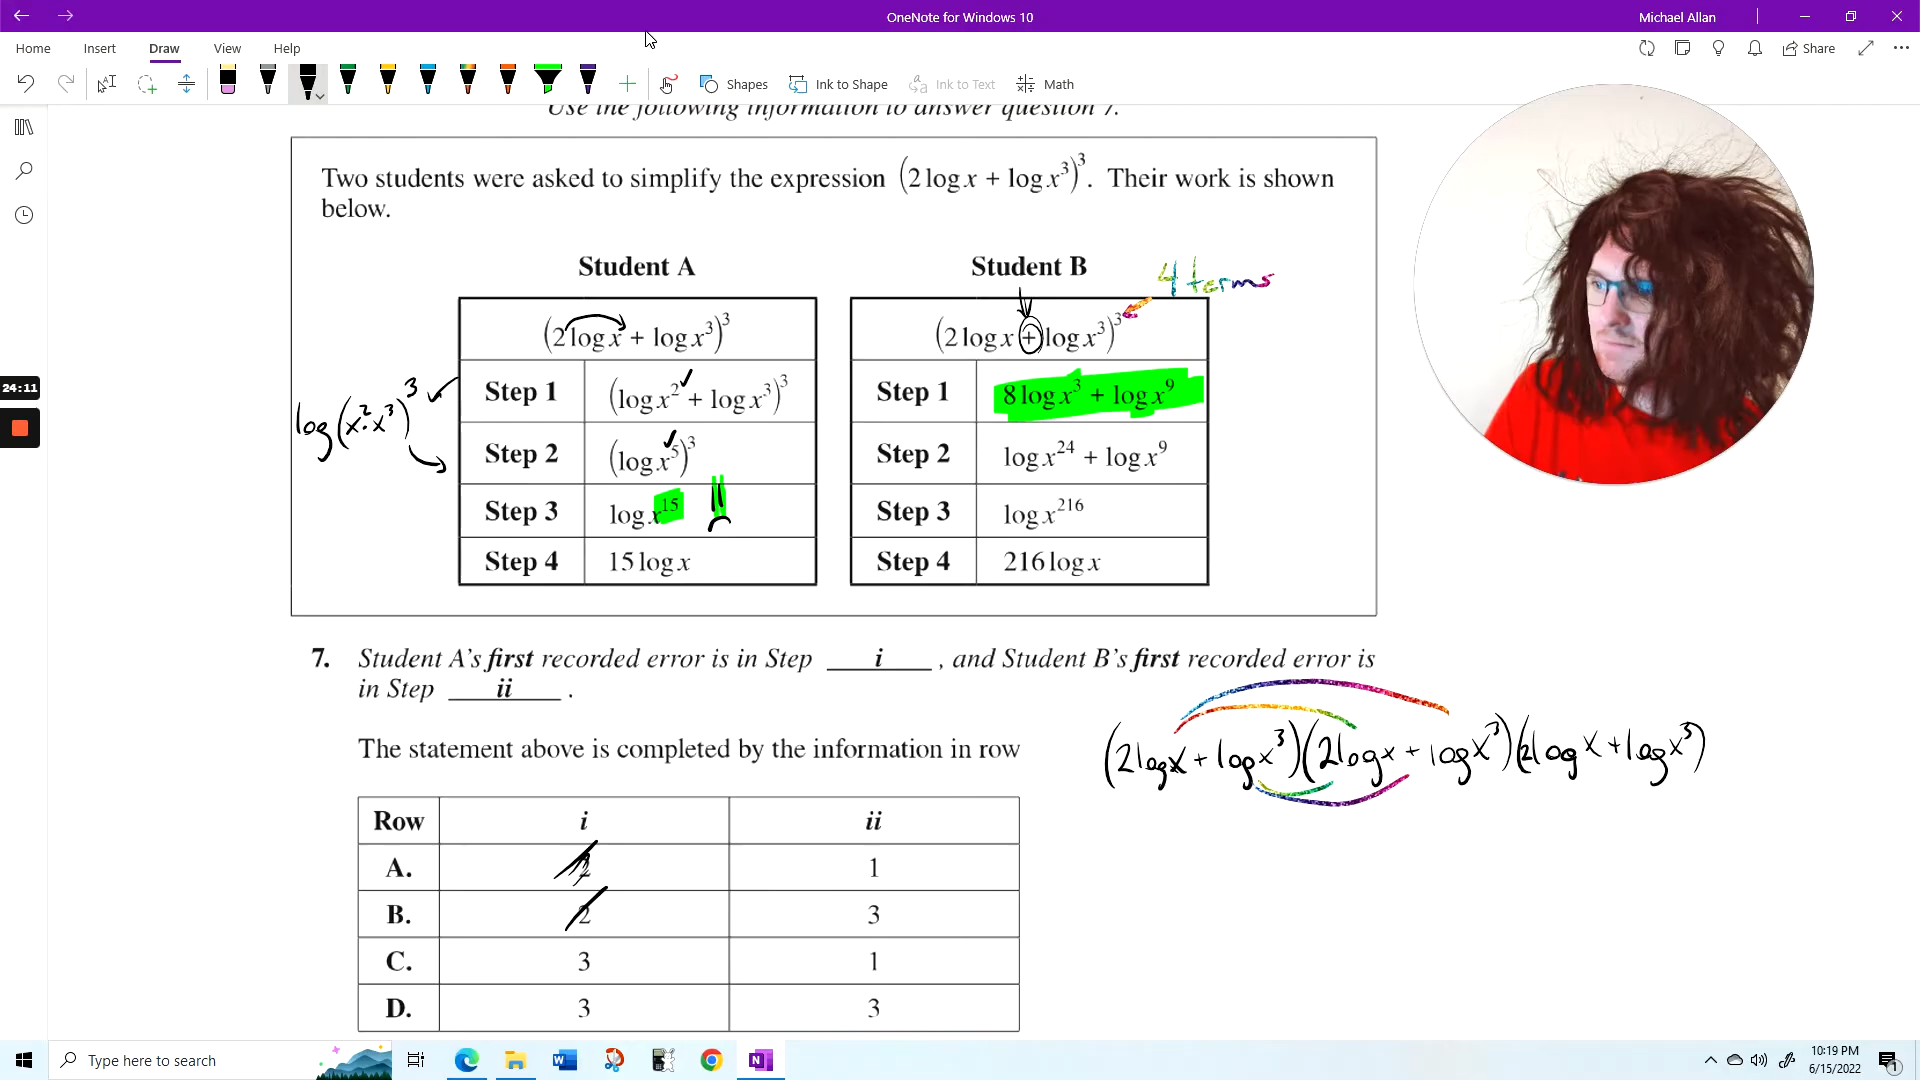 OneNote for Windows 10
Michael Allan
Home Insert Draw View Help
Share
Shapes Ink to Shape Ink to Text Math
Use the following information to answer question 7.
Two students were asked to simplify the expression (2 log x + log x³)³. Their work is shown
below.
Student A
(2 log x + log x³)³
Step 1 (log x² + log x³)³
Step 2 (log x⁵)³
Step 3 log x¹⁵
Step 4 15 log x
log(x²·x³)³
Student B
4 terms
(2 log x + log x³)³
Step 1 8 log x³ + log x⁹
Step 2 log x²⁴ + log x⁹
Step 3 log x²¹⁶
Step 4 216 log x
24:11
7. Student A's first recorded error is in Step i , and Student B's first recorded error is
in Step ii .
(2logx + logx³)(2logx + logx³)(2logx + logx³)
The statement above is completed by the information in row
Row i ii
A. 2 1
B. 2 3
C. 3 1
D. 3 3
Type here to search
10:19 PM
6/15/2022
1